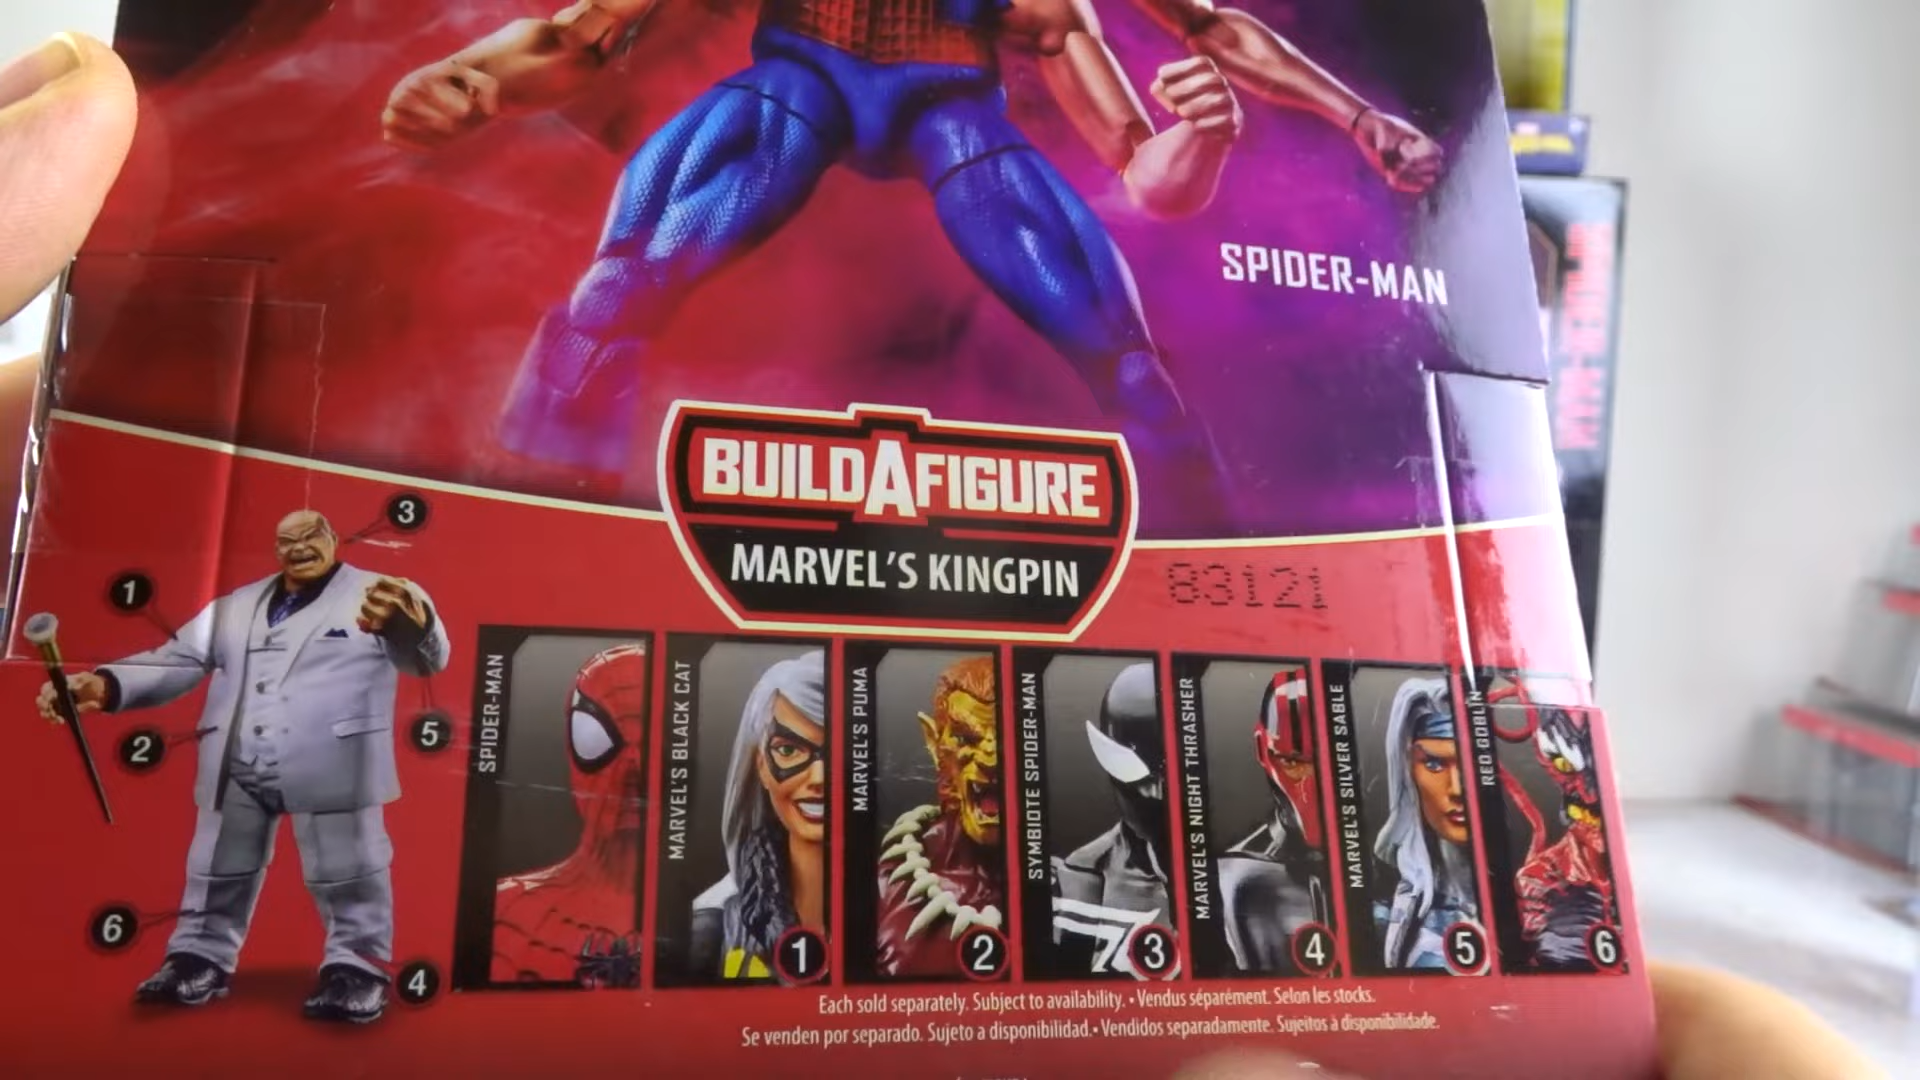 SPIDER-MAN
BUILDAFIGURE
MARVEL'S KINGPIN
3
1
2
5
6
4
SPIDER-MAN
MARVEL'S BLACK CAT
1
MARVEL'S PUMA
2
SYMBIOTE SPIDER-MAN
3
MARVEL'S NIGHT THRASHER
4
MARVEL'S SILVER SABLE
5
RED GOBLIN
6
Each sold separately. Subject to availability. • Vendus séparément. Selon les stocks.
Se venden por separado. Sujeto a disponibilidad. • Vendidos separadamente. Sujeitos à disponibilidade.